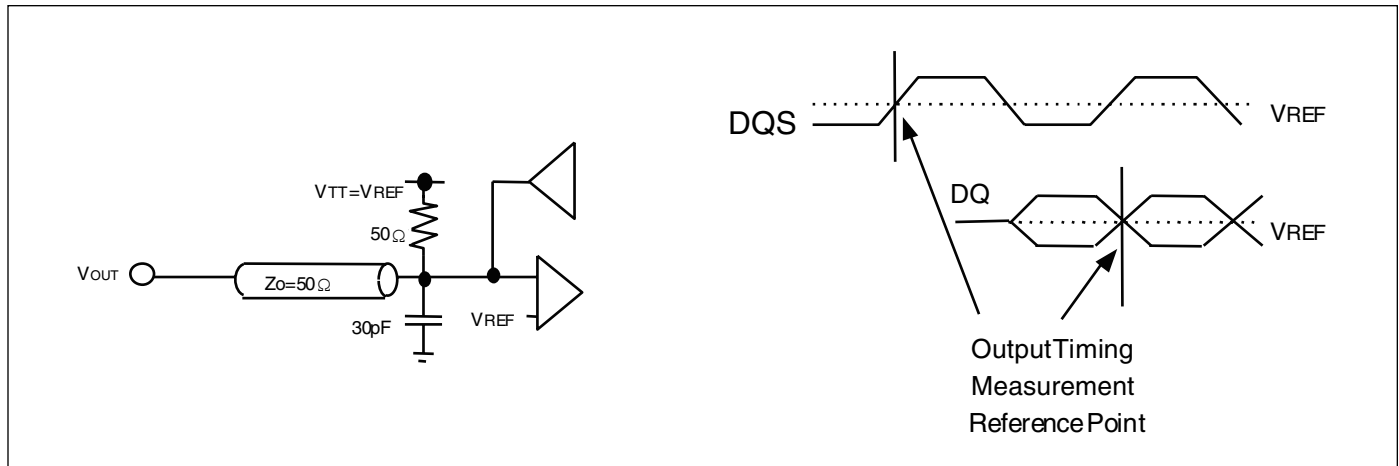 VTT=VREF
50Ω
VOUT
Zo=50Ω
30pF
VREF
DQS
VREF
DQ
VREF
OutputTiming
Measurement
ReferencePoint